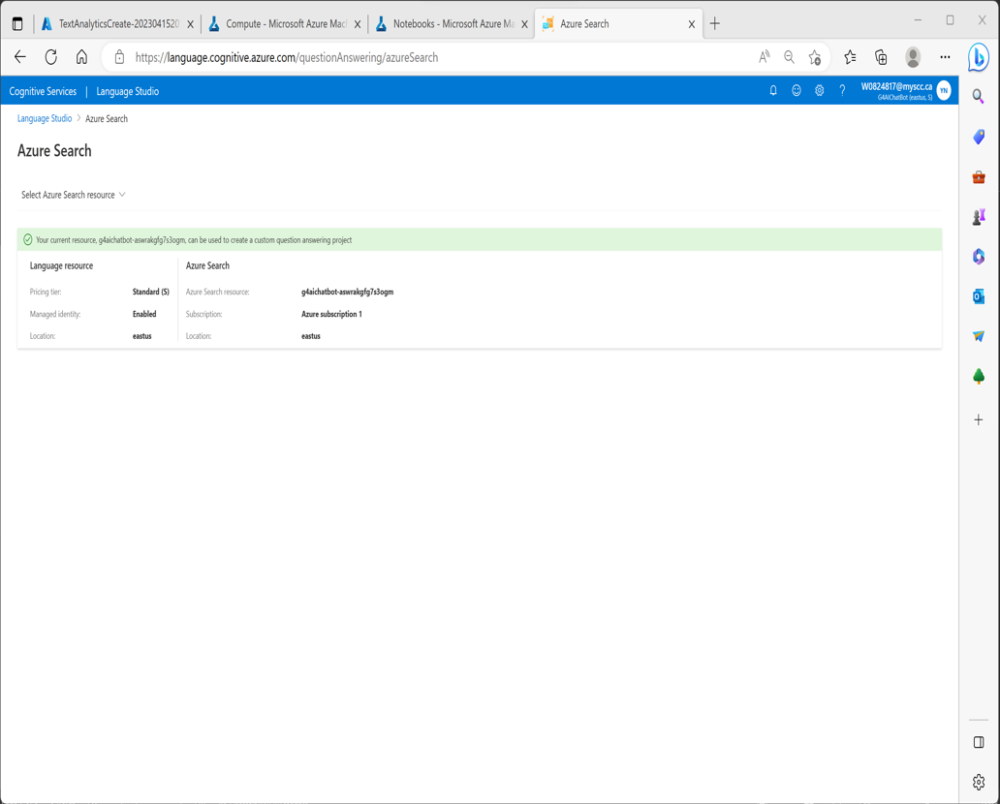 TextAnalyticsCreate-2023041520
Compute - Microsoft Azure Mac
Notebooks - Microsoft Azure Ma
Azure Search
https://language.cognitive.azure.com/questionAnswering/azureSearch
Cognitive Services | Language Studio
W0824817@myscc.ca
G4AIChatBot (eastus, S)
YN
Language Studio > Azure Search
Azure Search
Select Azure Search resource
Your current resource, g4aichatbot-aswrakgfg7s3ogm, can be used to create a custom question answering project
Language resource
Pricing tier: Standard (S)
Managed identity: Enabled
Location: eastus
Azure Search
Azure Search resource: g4aichatbot-aswrakgfg7s3ogm
Subscription: Azure subscription 1
Location: eastus